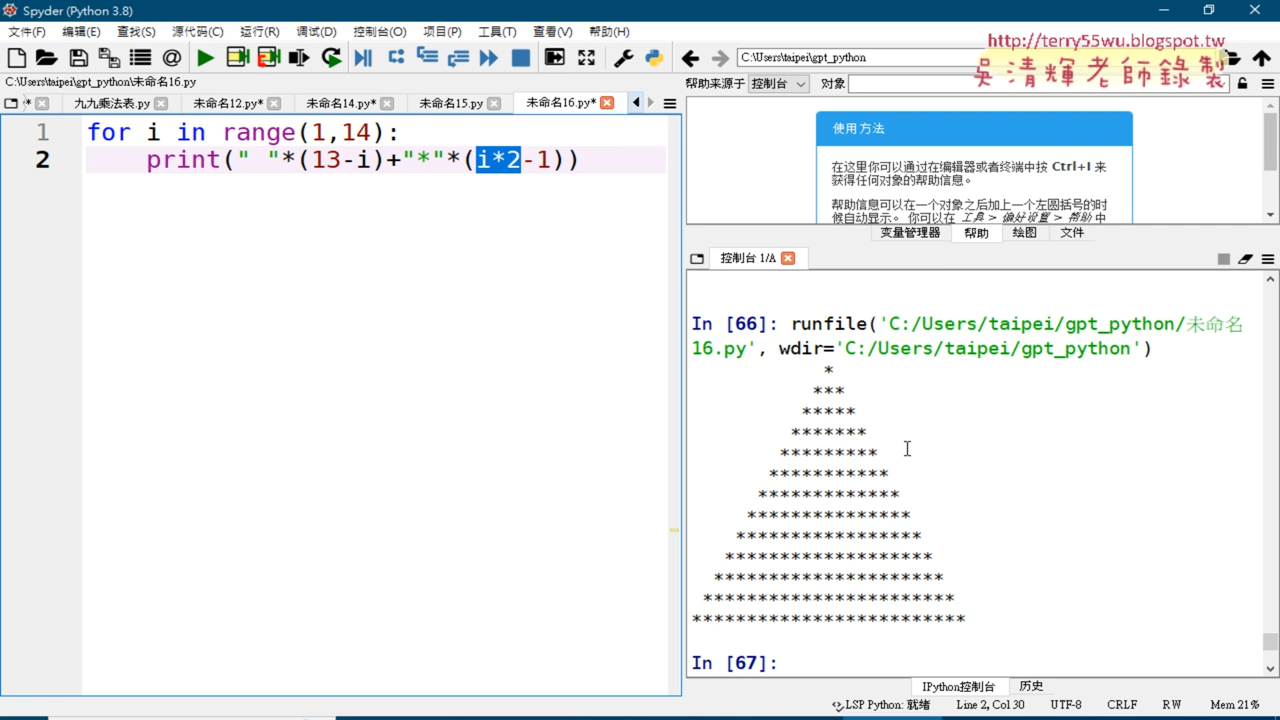 Spyder (Python 3.8)
http://terry55wu.blogspot.tw
吳清輝老師錄製
文件(F) 编辑(E) 查找(S) 源代码(C) 运行(R) 调试(D) 控制台(O) 项目(P) 工具(T) 查看(V) 帮助(H)
C:\Users\taipei\gpt_python
C:\Users\taipei\gpt_python\未命名16.py
帮助来源于 控制台 对象
* 九九乘法表.py 未命名12.py* 未命名14.py* 未命名15.py 未命名16.py*
1 for i in range(1,14):
2 print(" "*(13-i)+"*"*(i*2-1))
使用方法
在这里你可以通过在编辑器或者终端中按 Ctrl+I 来
获得任何对象的帮助信息。
帮助信息可以在一个对象之后加上一个左圆括号的时
候自动显示。 你可以在 工具 > 偏好设置 > 帮助 中
变量管理器 帮助 绘图 文件
控制台 1/A
In [66]: runfile('C:/Users/taipei/gpt_python/未命名
16.py', wdir='C:/Users/taipei/gpt_python')
*
***
*****
*******
*********
***********
*************
***************
*****************
*******************
*********************
***********************
*************************
In [67]:
IPython控制台 历史
LSP Python: 就绪 Line 2, Col 30 UTF-8 CRLF RW Mem 21%